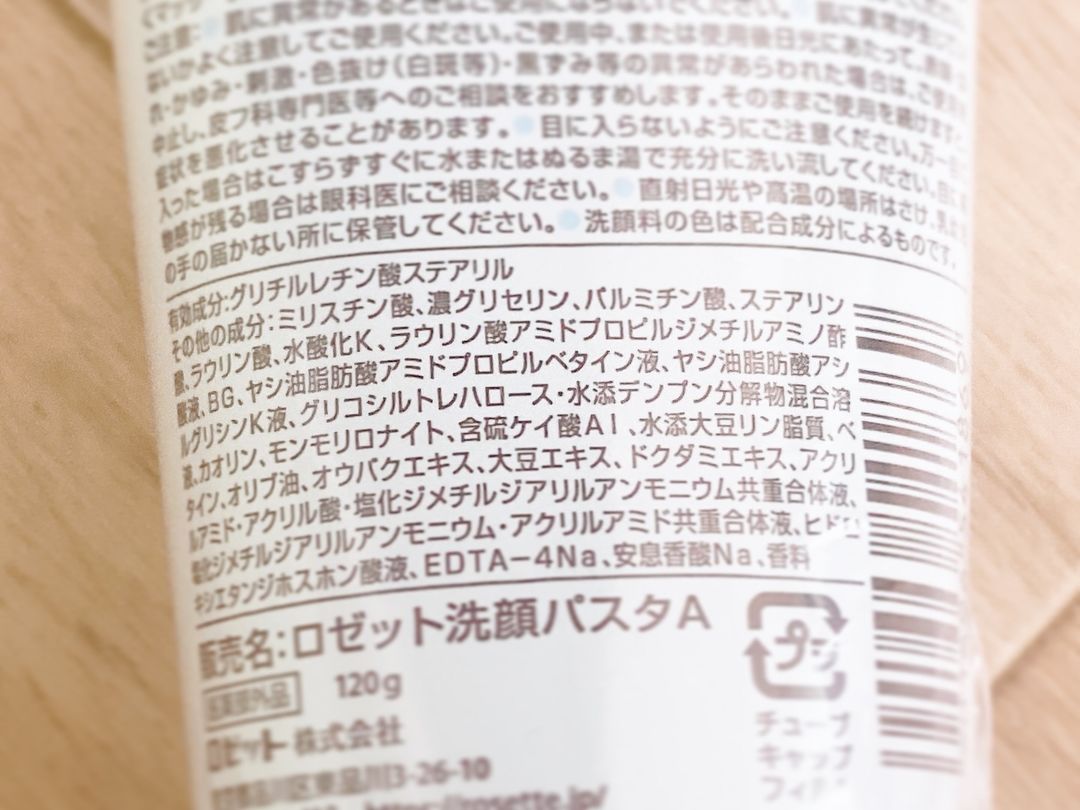 肌に異常があるときはご使用にならないでください。 肌に異常が生じて
ないかよく注意してご使用ください。ご使用中、または使用後日光にあたって、
かゆみ・刺激・色抜け(白斑等)・黒ずみ等の異常があらわれた場合は、ご使用
中止し、皮フ科専門医等へのご相談をおすすめします。そのままご使用を続けますと
症状を悪化させることがあります。●目に入らないようにご注意ください。万一
入った場合はこすらずすぐに水またはぬるま湯で充分に洗い流してください。
物感が残る場合は眼科医にご相談ください。●直射日光や高温の場所はさけ、
の手の届かない所に保管してください。●洗顔料の色は配合成分によるものです。
有効成分:グリチルレチン酸ステアリル
その他の成分:ミリスチン酸、濃グリセリン、パルミチン酸、ステアリン
酸、ラウリン酸、水酸化K、ラウリン酸アミドプロピルジメチルアミノ酢
酸液、BG、ヤシ油脂肪酸アミドプロピルベタイン液、ヤシ油脂肪酸アシ
ルグリシンK液、グリコシルトレハロース・水添デンプン分解物混合溶
液、カオリン、モンモリロナイト、含硫ケイ酸Al、水添大豆リン脂質、ベ
タイン、オリブ油、オウバクエキス、大豆エキス、ドクダミエキス、アクリ
ルアミド・アクリル酸・塩化ジメチルジアリルアンモニウム共重合体液、
塩化ジメチルジアリルアンモニウム・アクリルアミド共重合体液、ヒドロ
キシエタンジホスホン酸液、EDTA－4Na、安息香酸Na、香料
販売名:ロゼット洗顔パスタA
医薬部外品 120g
ロゼット株式会社
品川区東品川3-26-10
https://rosette.jp/
プラ
チューブ
キャップ